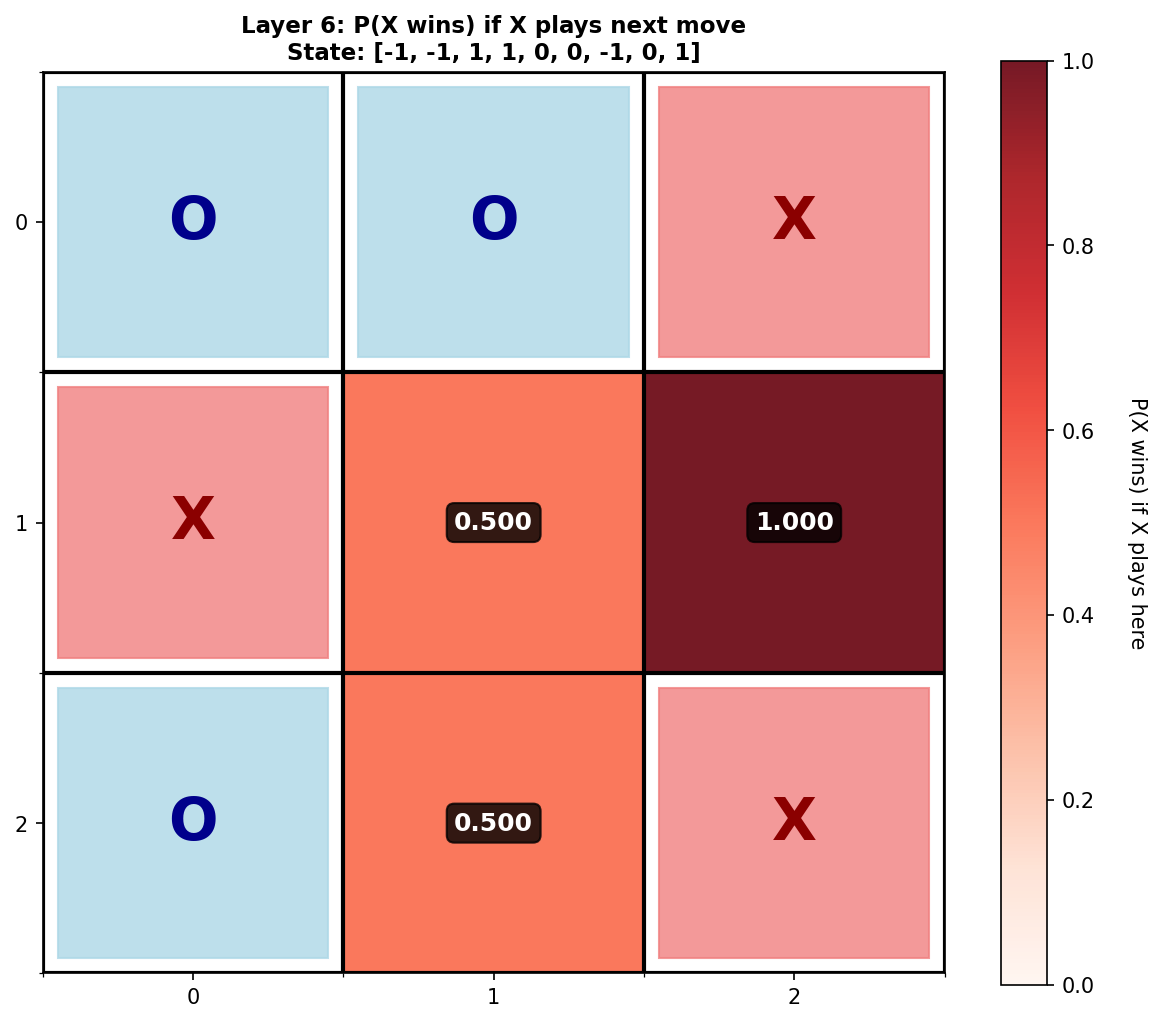 Layer 6: P(X wins) if X plays next move
State: [-1, -1, 1, 1, 0, 0, -1, 0, 1]
0
O
O
X
1
X
0.500
1.000
2
O
0.500
X
0
1
2
1.0
0.8
0.6
0.4
0.2
0.0
P(X wins) if X plays here